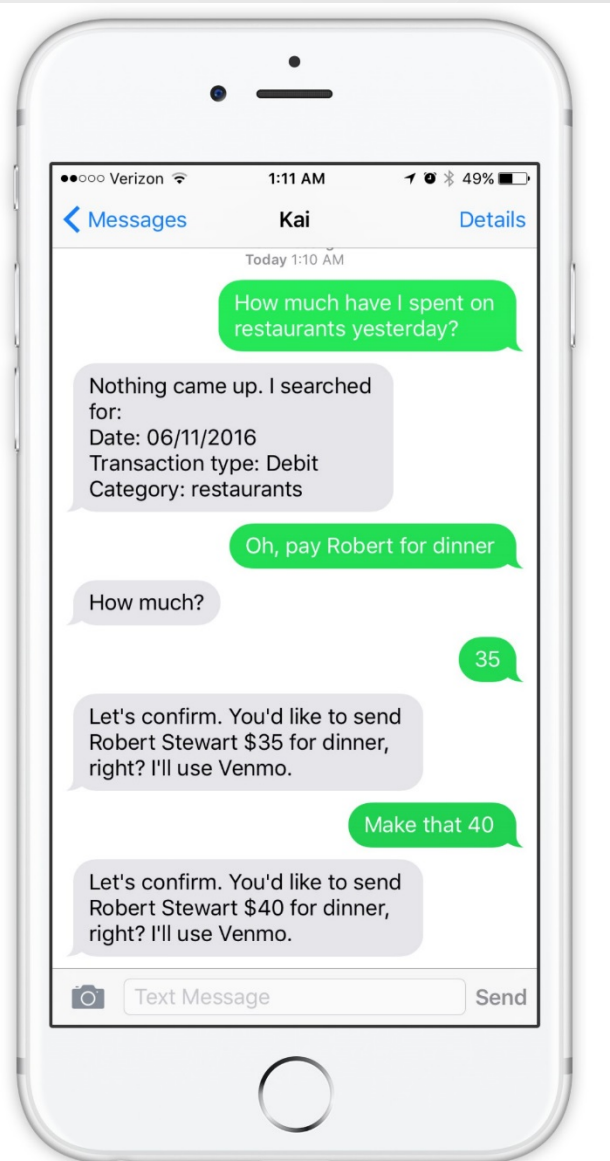 Verizon 1:11 AM 49%
Messages Kai Details
Today 1:10 AM
How much have I spent on
restaurants yesterday?
Nothing came up. I searched
for:
Date: 06/11/2016
Transaction type: Debit
Category: restaurants
Oh, pay Robert for dinner
How much?
35
Let's confirm. You'd like to send
Robert Stewart $35 for dinner,
right? I'll use Venmo.
Make that 40
Let's confirm. You'd like to send
Robert Stewart $40 for dinner,
right? I'll use Venmo.
Text Message Send